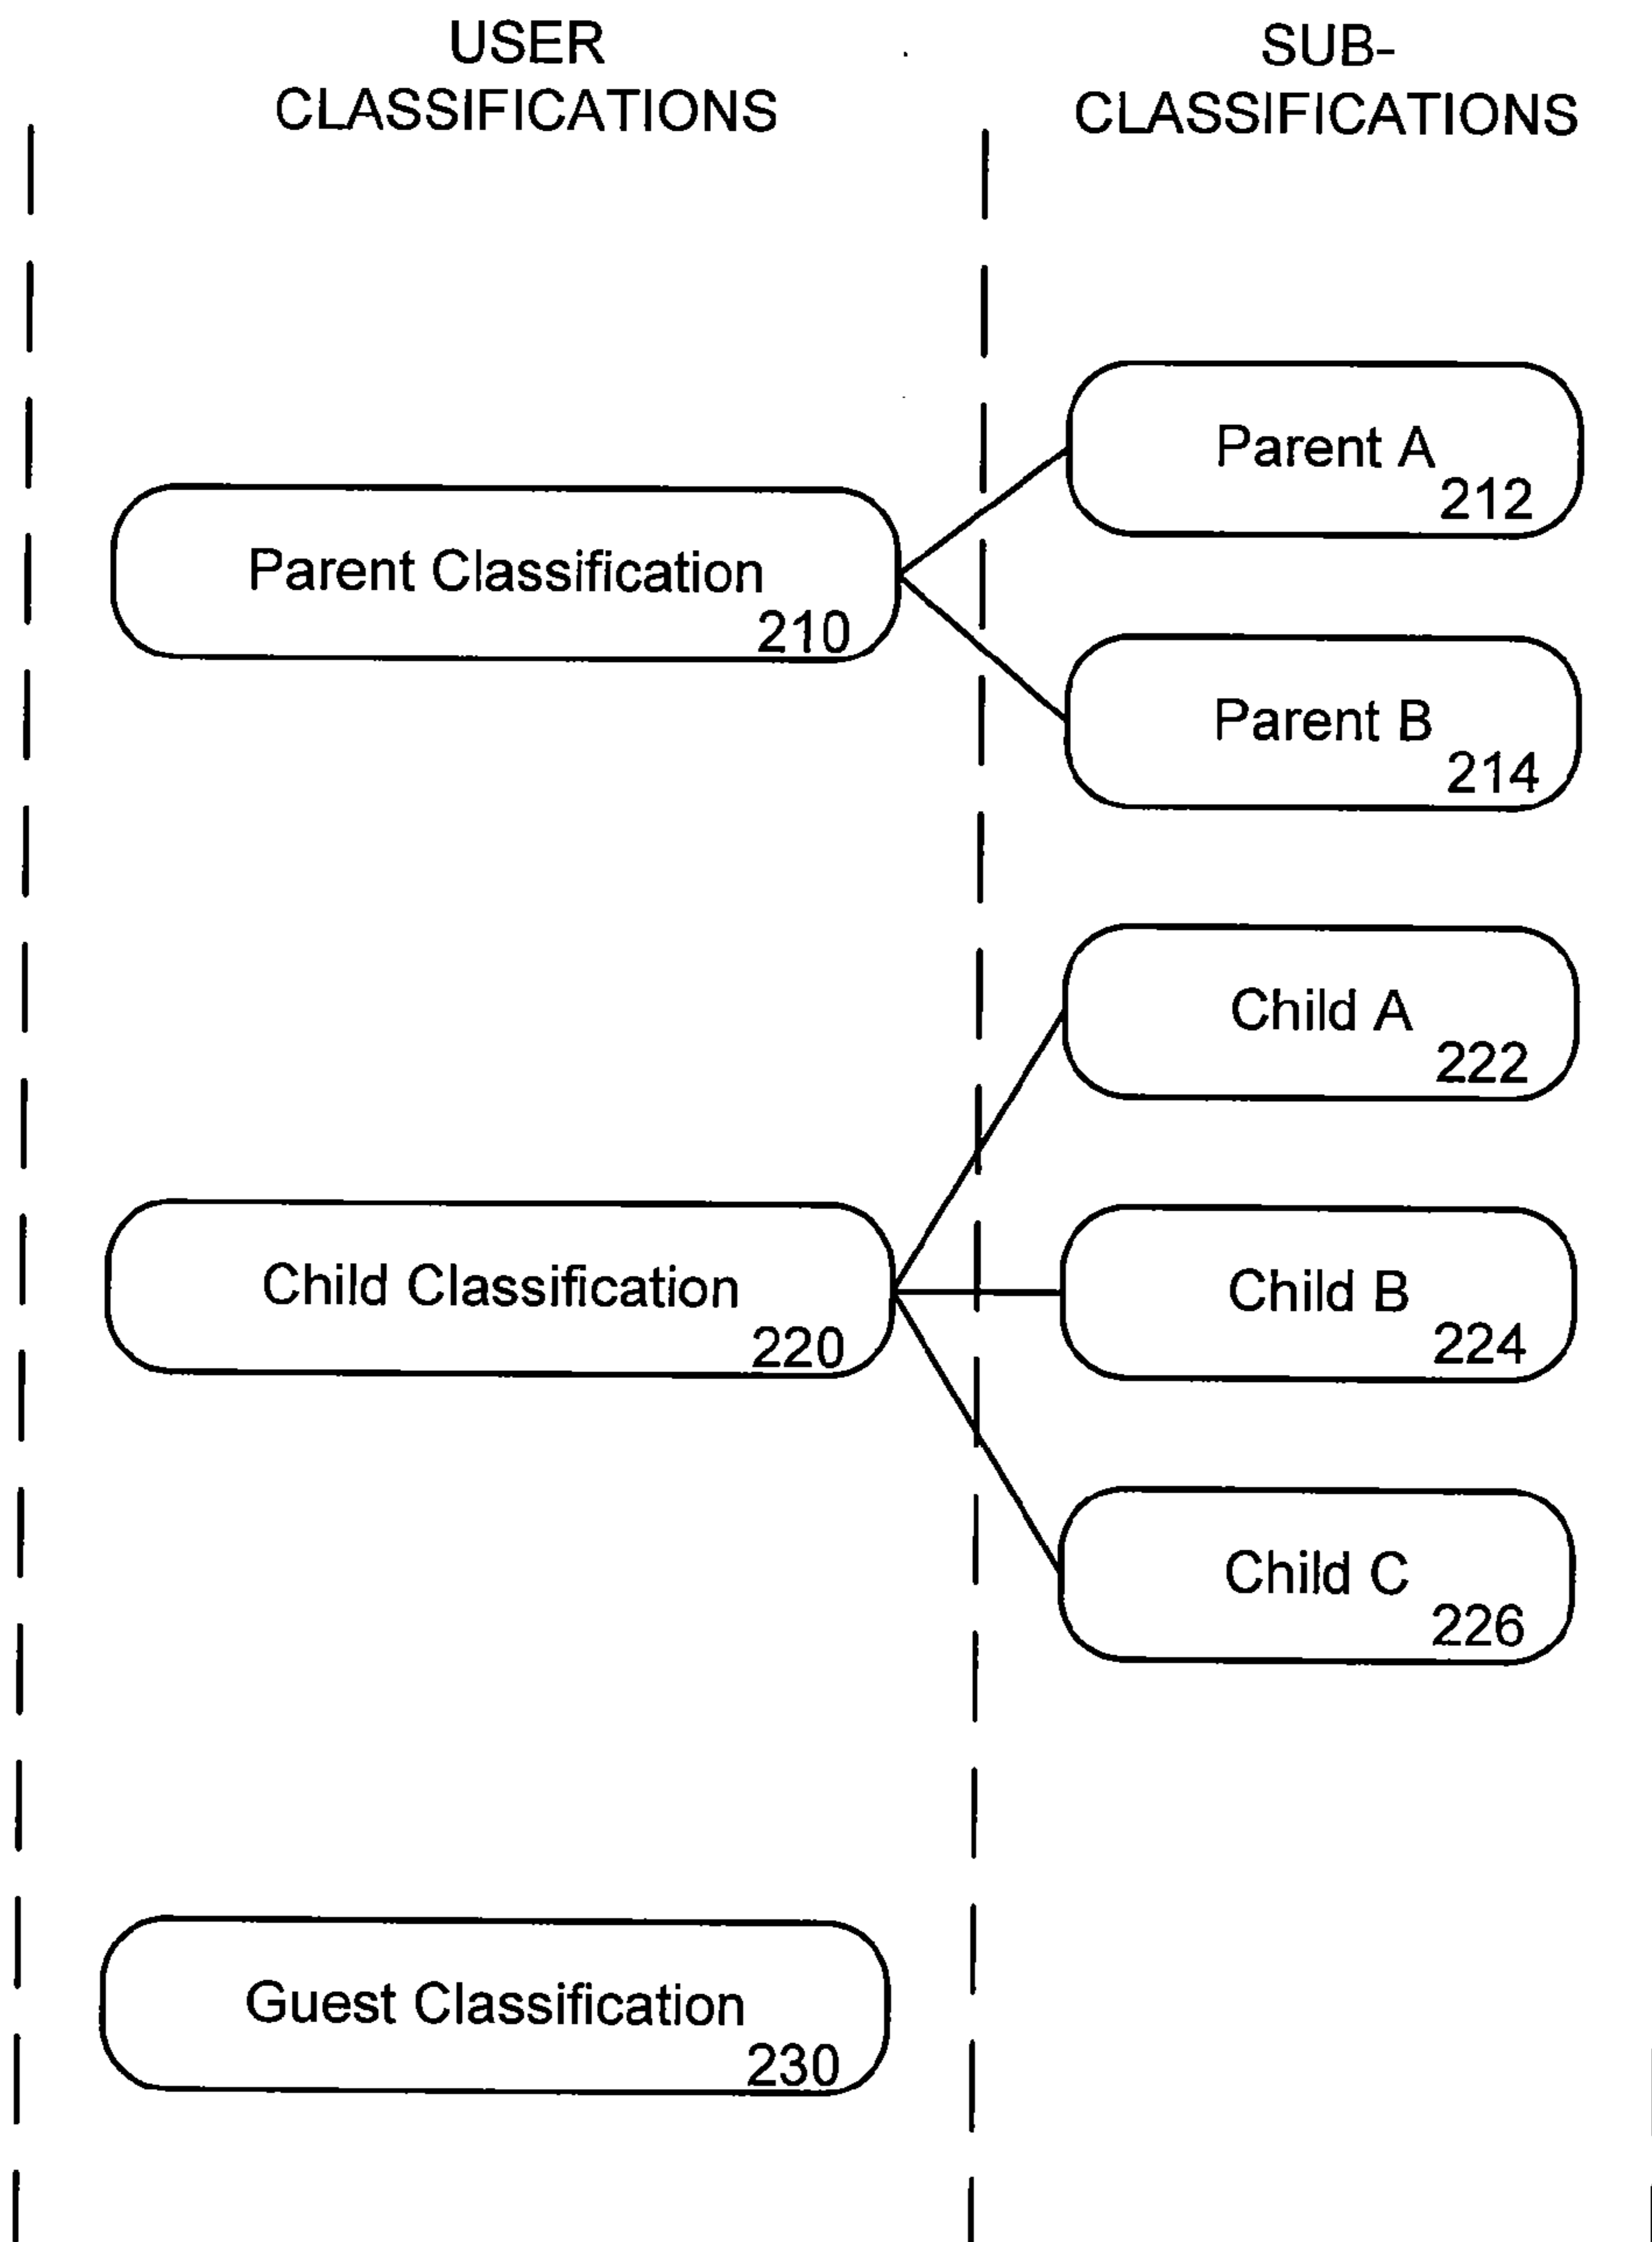 USER
CLASSIFICATIONS
SUB-
CLASSIFICATIONS
Parent Classification
210
Parent A
212
Parent B
214
Child Classification
220
Child A
222
Child B
224
Child C
226
Guest Classification
230